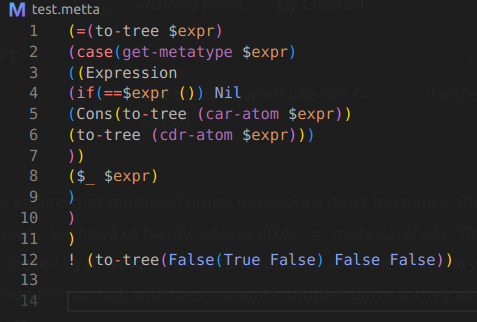 test.metta
1 (=(to-tree $expr)
2 (case(get-metatype $expr)
3 ((Expression
4 (if(==$expr ()) Nil
5 (Cons(to-tree (car-atom $expr))
6 (to-tree (cdr-atom $expr)))
7 ))
8 ($_ $expr)
9 )
10 )
11 )
12 ! (to-tree(False(True False) False False))
13
14